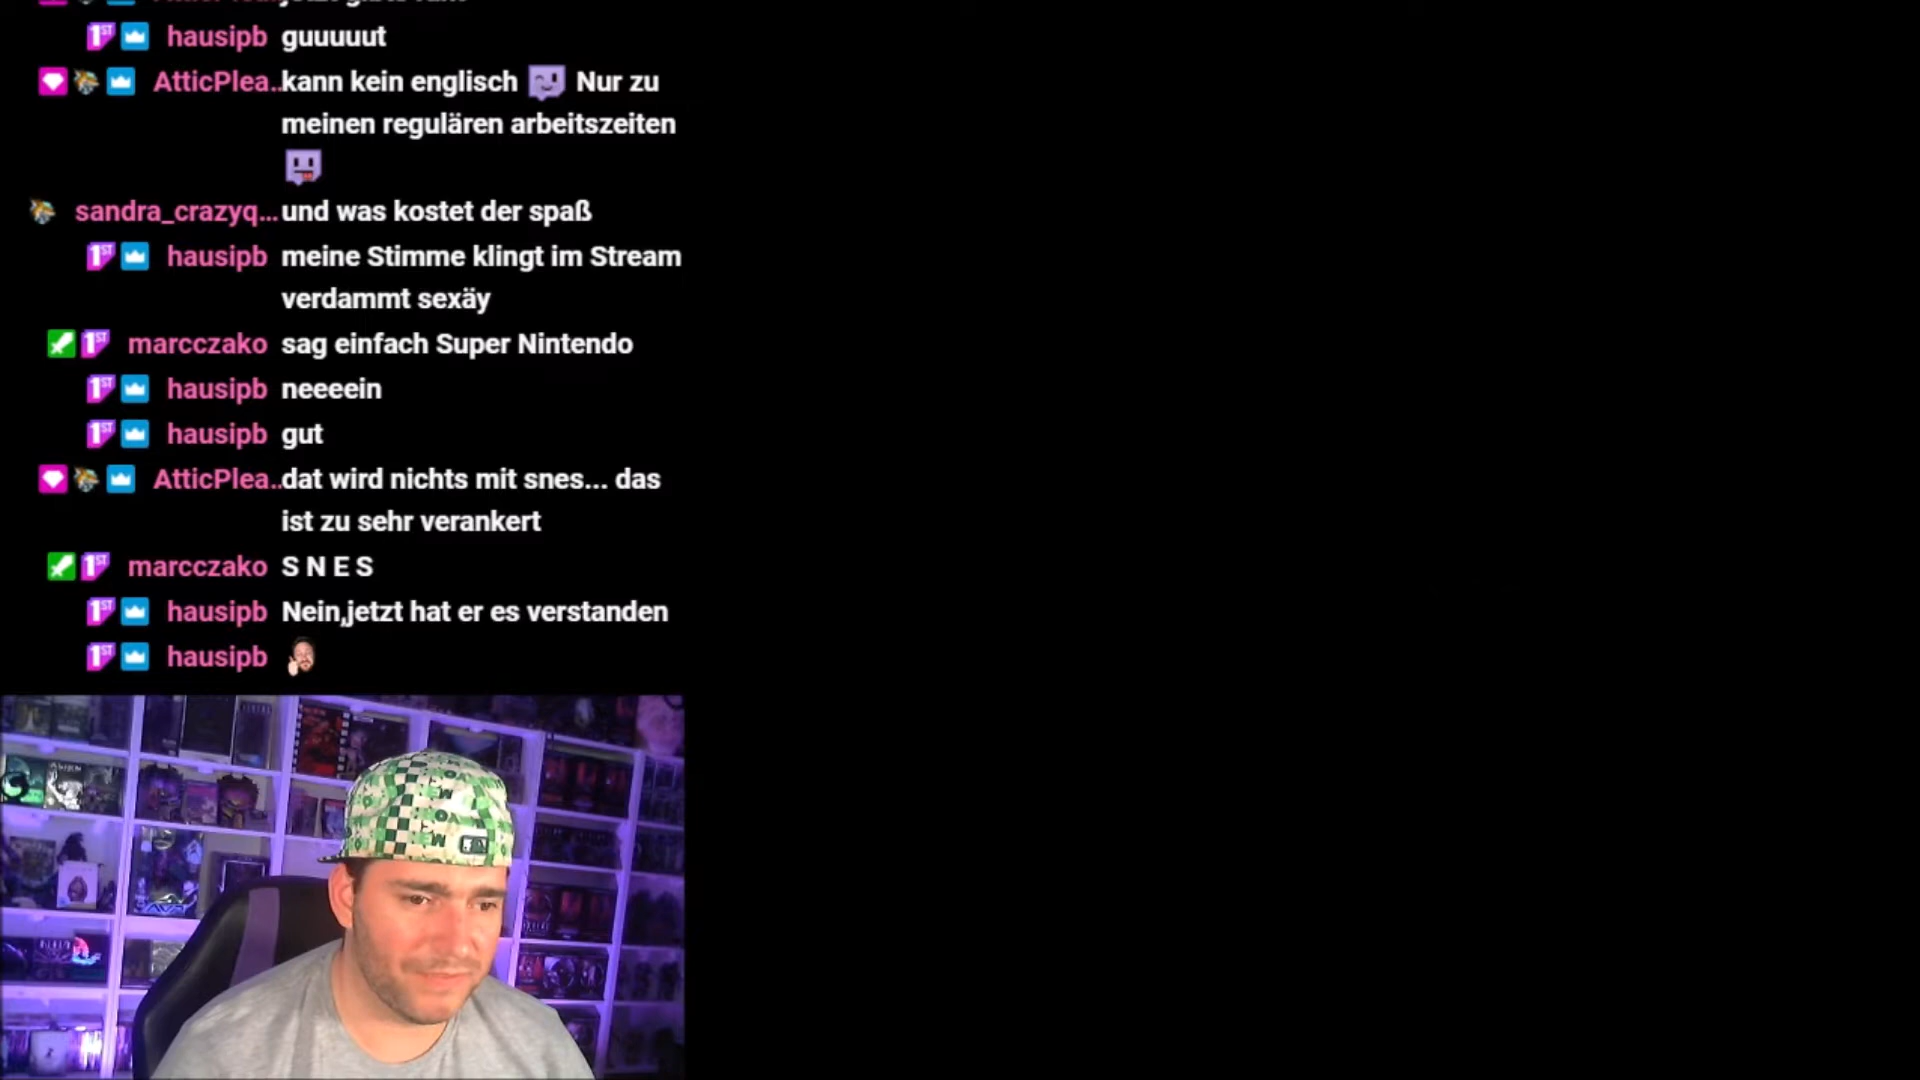 hausipb guuuuut
AtticPlea.. kann kein englisch Nur zu
meinen regulären arbeitszeiten
sandra_crazyq... und was kostet der spaß
hausipb meine Stimme klingt im Stream
verdammt sexäy
marcczako sag einfach Super Nintendo
hausipb neeeein
hausipb gut
AtticPlea.. dat wird nichts mit snes... das
ist zu sehr verankert
marcczako S N E S
hausipb Nein,jetzt hat er es verstanden
hausipb